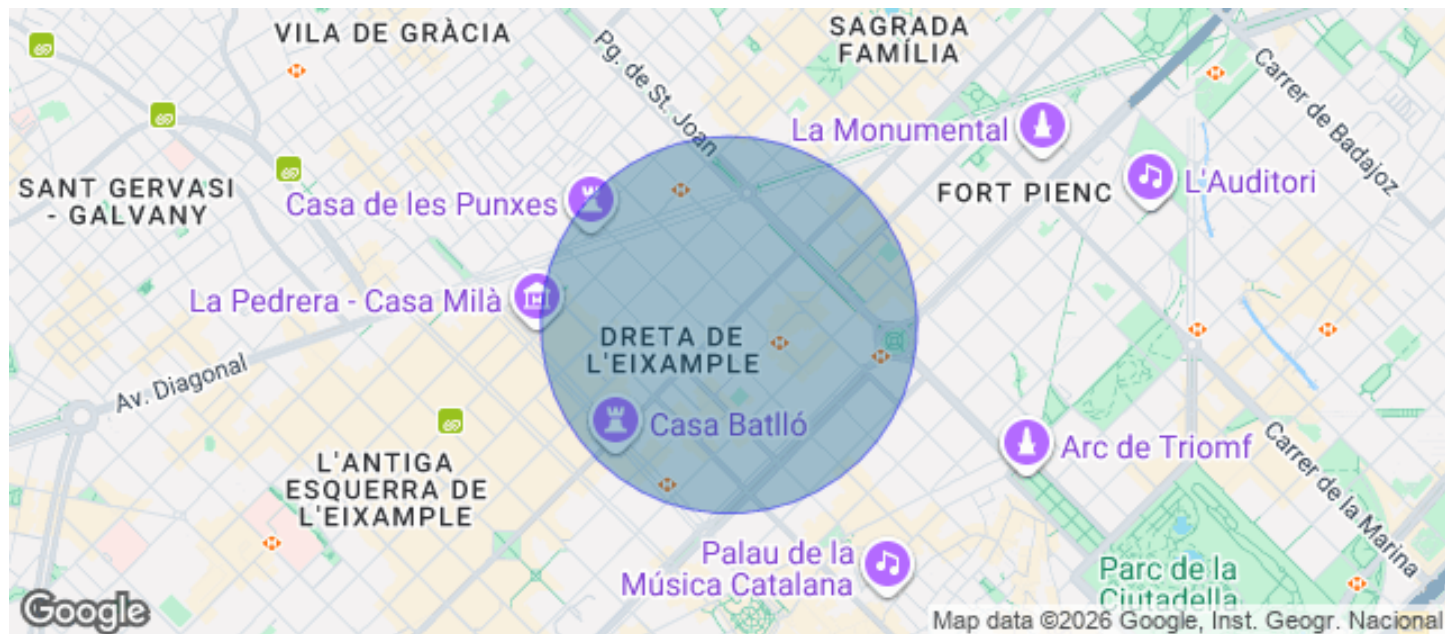 VILA DE GRÀCIA
SAGRADA
FAMÍLIA
Pg. de St. Joan
Carrer de Badajoz
La Monumental
SANT GERVASI
- GALVANY
Casa de les Punxes
FORT PIENC
L'Auditori
La Pedrera - Casa Milà
DRETA DE
L'EIXAMPLE
Av. Diagonal
Casa Batlló
Arc de Triomf
L'ANTIGA
ESQUERRA DE
L'EIXAMPLE
Carrer de la Marina
Palau de la
Música Catalana
Parc de la
Ciutadella
Google
Map data ©2026 Google, Inst. Geogr. Nacional